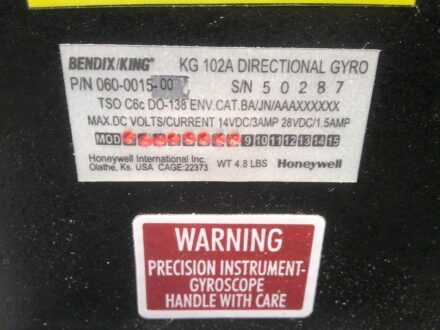 BENDIX/KING® KG 102A DIRECTIONAL GYRO
P/N 060-0015-00 S/N 50287
TSO C6c DO-138 ENV.CAT.BA/JN/AAAXXXXXX
MAX.DC VOLTS/CURRENT 14VDC/3AMP 28VDC/1.5AMP
MOD 9 10 11 12 13 14 15
Honeywell International Inc.
Olathe, Ks. USA CAGE:22373 WT 4.8 LBS Honeywell
WARNING
PRECISION INSTRUMENT-
GYROSCOPE
HANDLE WITH CARE